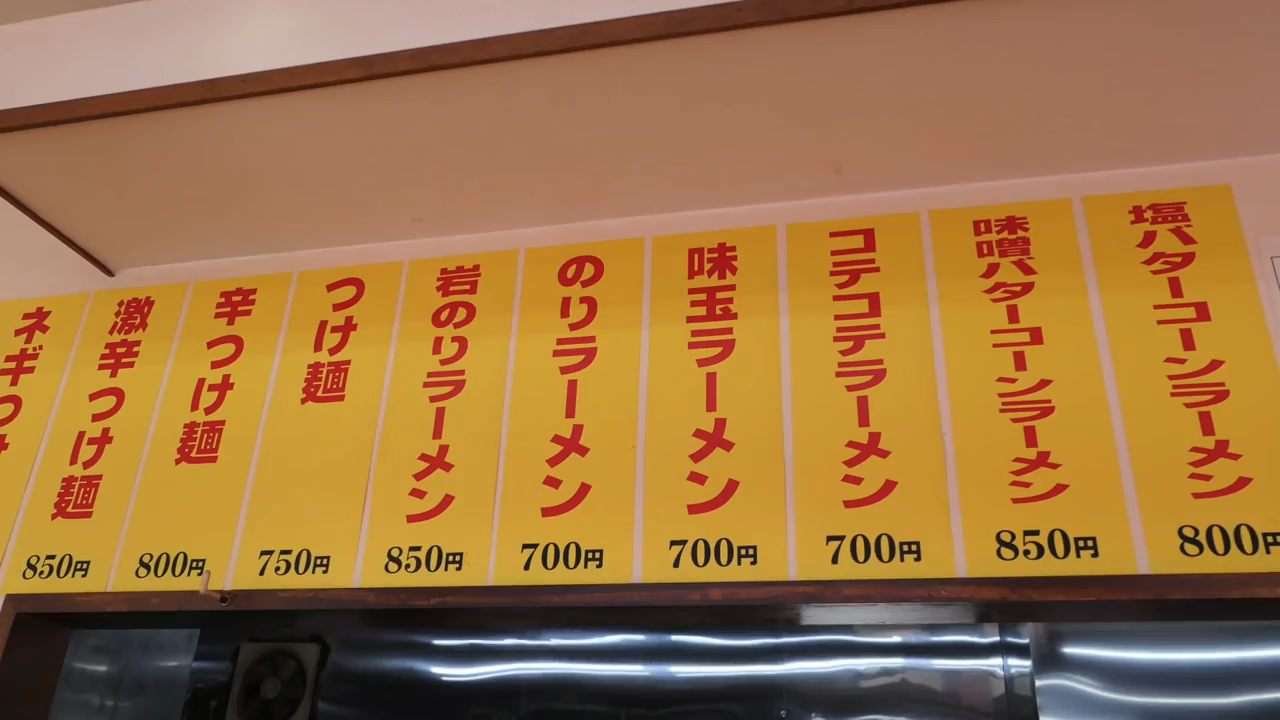 塩バターコーンラーメン
800円
味噌バターコーンラーメン
850円
コテコテラーメン
700円
味玉ラーメン
700円
のりラーメン
700円
岩のりラーメン
850円
つけ麺
750円
辛つけ麺
800円
激辛つけ麺
850円
ネギつけ